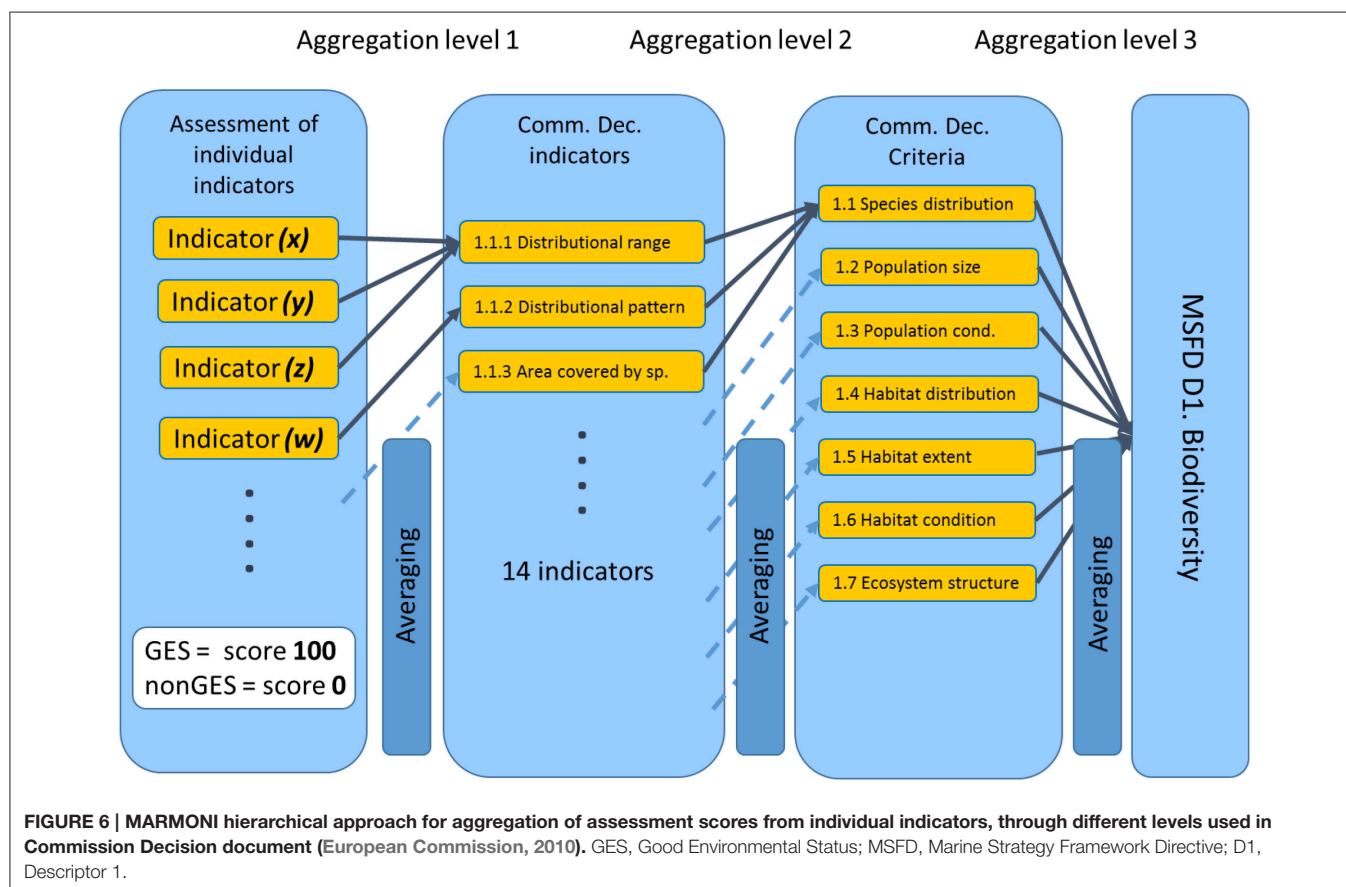 Aggregation level 1
Aggregation level 2
Aggregation level 3
Assessment of
individual
indicators
Indicator (x)
Indicator (y)
Indicator (z)
Indicator (w)
GES = score 100
nonGES = score 0
Averaging
Comm. Dec.
indicators
1.1.1 Distributional range
1.1.2 Distributional pattern
1.1.3 Area covered by sp.
14 indicators
Averaging
Comm. Dec.
Criteria
1.1 Species distribution
1.2 Population size
1.3 Population cond.
1.4 Habitat distribution
1.5 Habitat extent
1.6 Habitat condition
1.7 Ecosystem structure
Averaging
MSFD D1. Biodiversity
FIGURE 6 | MARMONI hierarchical approach for aggregation of assessment scores from individual indicators, through different levels used in
Commission Decision document (European Commission, 2010). GES, Good Environmental Status; MSFD, Marine Strategy Framework Directive; D1,
Descriptor 1.